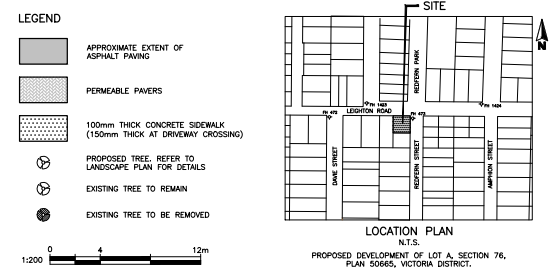 LEGEND
APPROXIMATE EXTENT OF
ASPHALT PAVING
PERMEABLE PAVERS
100mm THICK CONCRETE SIDEWALK
(150mm THICK AT DRIVEWAY CROSSING)
PROPOSED TREE. REFER TO
LANDSCAPE PLAN FOR DETAILS
EXISTING TREE TO REMAIN
EXISTING TREE TO BE REMOVED
1:200
0 4 12m
SITE
N
REDFERN PARK
FH 1423
FH 1424
LEIGHTON ROAD
FH 472
FH 473
DAVIE STREET
REDFERN STREET
AMPHION STREET
LOCATION PLAN
N.T.S.
PROPOSED DEVELOPMENT OF LOT A, SECTION 76,
PLAN 50665, VICTORIA DISTRICT.